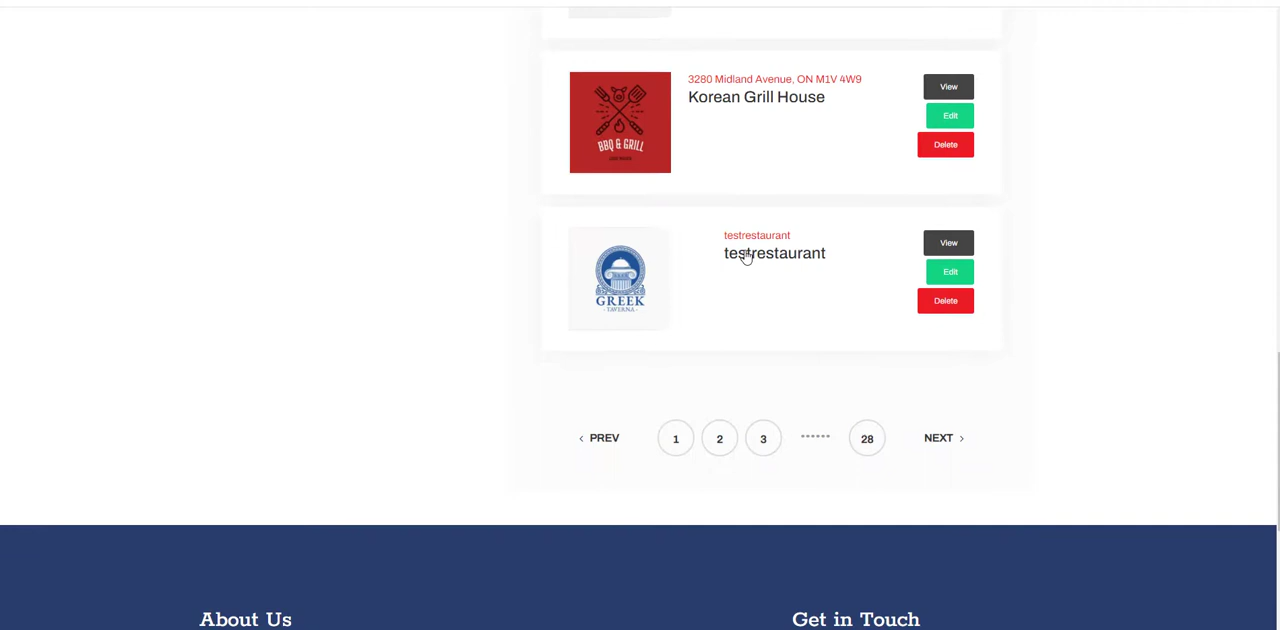 3280 Midland Avenue, ON M1V 4W9
Korean Grill House
View
Edit
Delete
BBQ & GRILL
testrestaurant
testrestaurant
View
Edit
Delete
GREEK
- TAVERNA -
PREV
1
2
3
28
NEXT
About Us
Get in Touch